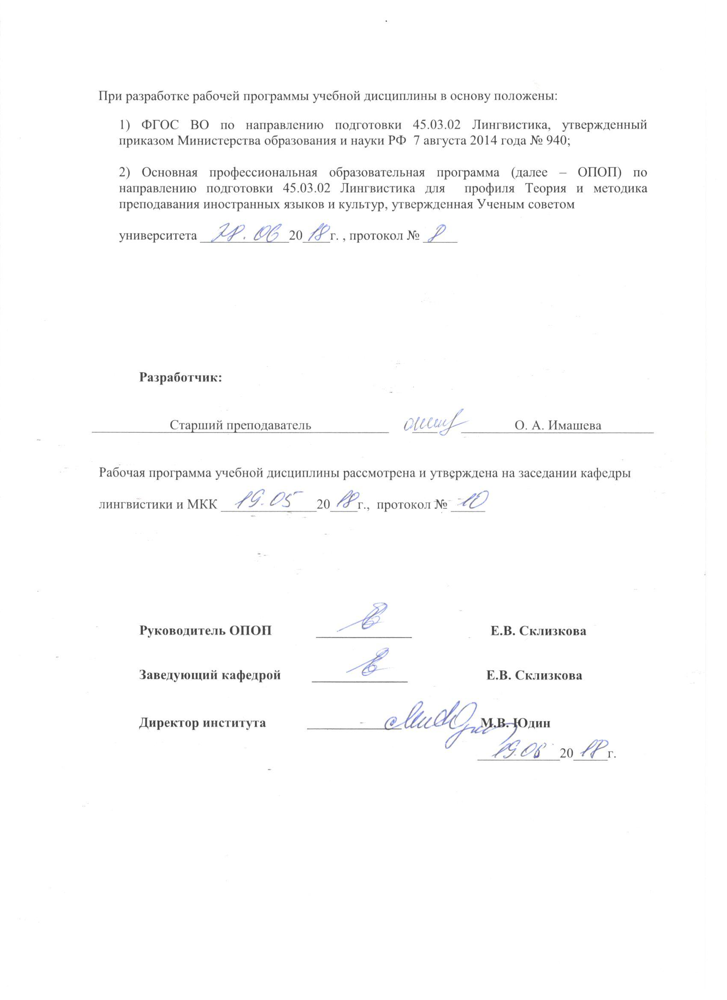 При разработке рабочей программы учебной дисциплины в основу положены:
1) ФГОС ВО по направлению подготовки 45.03.02 Лингвистика, утвержденный
приказом Министерства образования и науки РФ 7 августа 2014 года № 940;
2) Основная профессиональная образовательная программа (далее – ОПОП) по
направлению подготовки 45.03.02 Лингвистика для профиля Теория и методика
преподавания иностранных языков и культур, утвержденная Ученым советом
университета 28.06 2018г. , протокол № 8
Разработчик:
Старший преподаватель О. А. Имашева
Рабочая программа учебной дисциплины рассмотрена и утверждена на заседании кафедры
лингвистики и МКК 19.05 2018г., протокол № 10
Руководитель ОПОП Е.В. Склизкова
Заведующий кафедрой Е.В. Склизкова
Директор института М.В. Юдин
19.06 2018г.